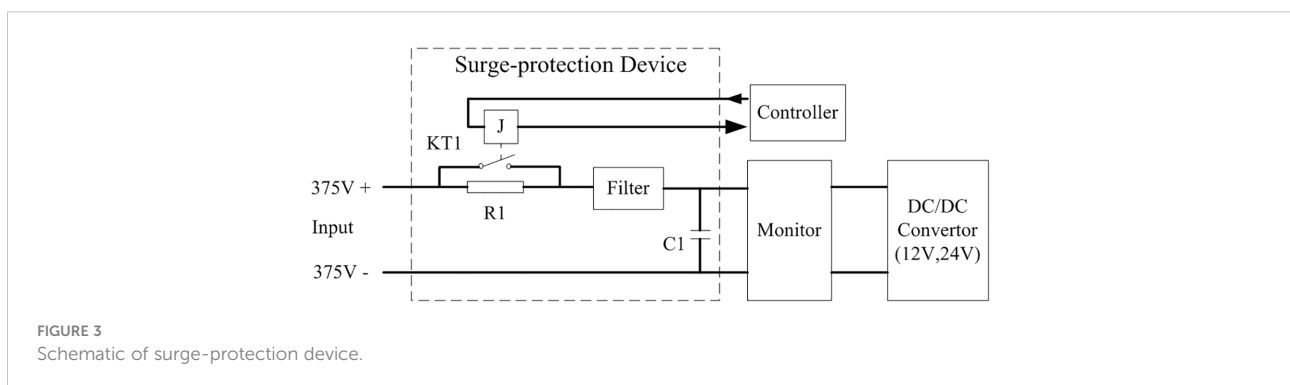 Surge-protection Device
Controller
J
KT1
375V +
Filter
R1
Input
C1
Monitor
DC/DC
Convertor
(12V,24V)
375V -
FIGURE 3
Schematic of surge-protection device.